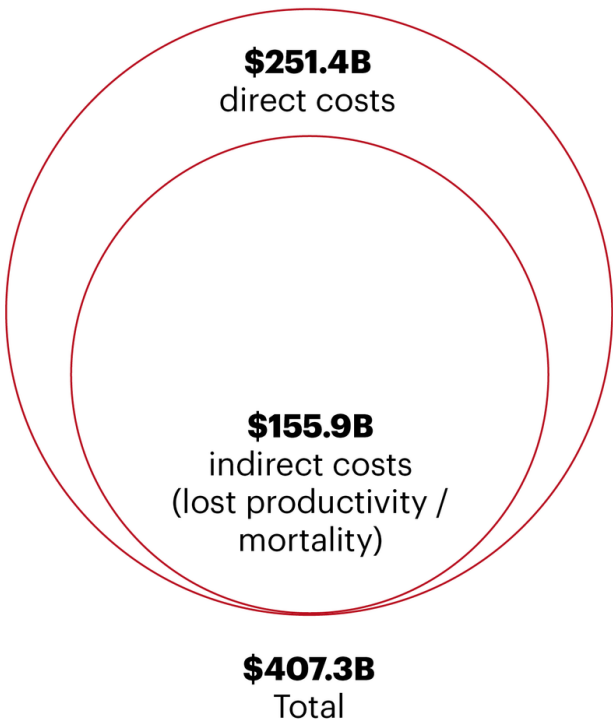 $251.4B
direct costs
$155.9B
indirect costs
(lost productivity /
mortality)
$407.3B
Total